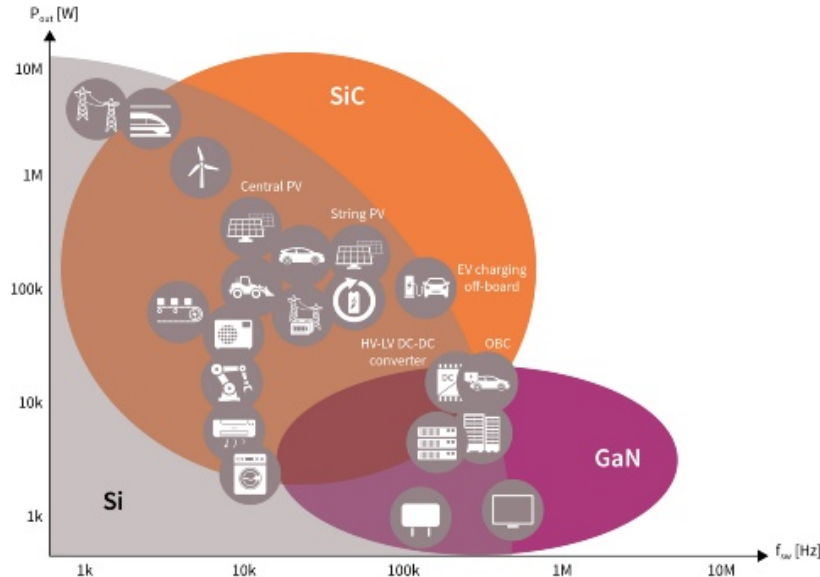 P_out [W]
10M
SiC
1M
Central PV
String PV
EV charging
off-board
100k
HV-LV DC-DC
converter
OBC
DC
10k
GaN
Si
1k
f_sw [Hz]
1k
10k
100k
1M
10M